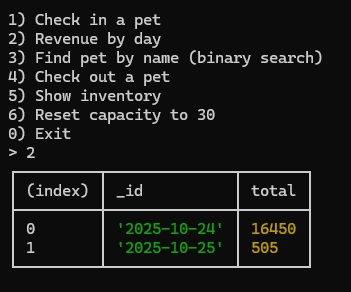 1) Check in a pet
2) Revenue by day
3) Find pet by name (binary search)
4) Check out a pet
5) Show inventory
6) Reset capacity to 30
0) Exit
> 2
(index) _id total
0 '2025-10-24' 16450
1 '2025-10-25' 505